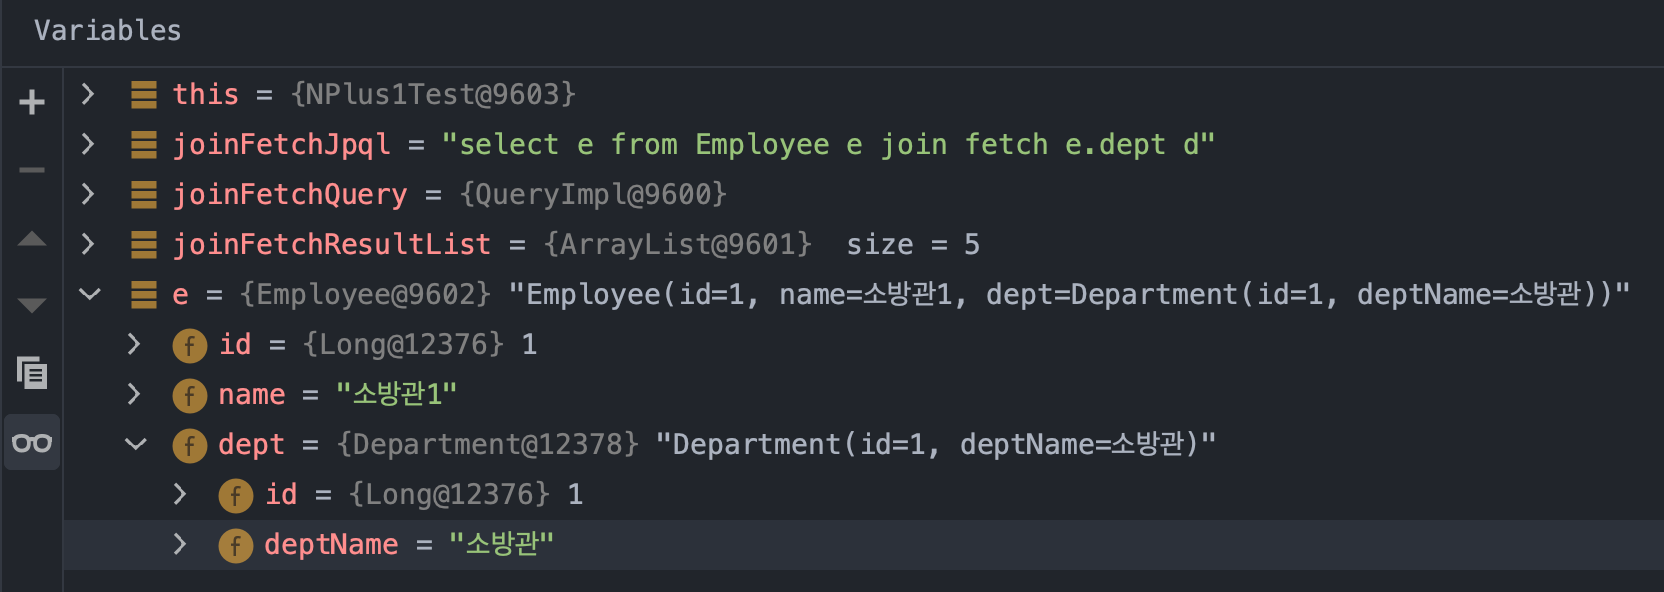 Variables
this = {NPlus1Test@9603}
joinFetchJpql = "select e from Employee e join fetch e.dept d"
joinFetchQuery = {QueryImpl@9600}
joinFetchResultList = {ArrayList@9601} size = 5
e = {Employee@9602} "Employee(id=1, name=소방관1, dept=Department(id=1, deptName=소방관))"
f id = {Long@12376} 1
f name = "소방관1"
f dept = {Department@12378} "Department(id=1, deptName=소방관)"
f id = {Long@12376} 1
f deptName = "소방관"